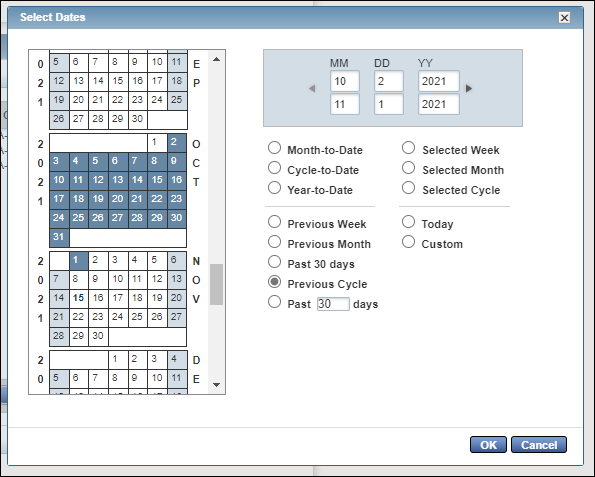 Select Dates
0 5 6 7 8 9 10 11 E
2 12 13 14 15 16 17 18 P
1 19 20 21 22 23 24 25
26 27 28 29 30
2 1 2 O
0 3 4 5 6 7 8 9 C
2 10 11 12 13 14 15 16 T
1 17 18 19 20 21 22 23
24 25 26 27 28 29 30
31
2 1 2 3 4 5 6 N
0 7 8 9 10 11 12 13 O
2 14 15 16 17 18 19 20 V
1 21 22 23 24 25 26 27
28 29 30
2 1 2 3 4 D
0 5 6 7 8 9 10 11 E
MM DD YY
10 2 2021
11 1 2021
Month-to-Date
Cycle-to-Date
Year-to-Date
Selected Week
Selected Month
Selected Cycle
Previous Week
Previous Month
Past 30 days
Previous Cycle
Past 30 days
Today
Custom
OK Cancel